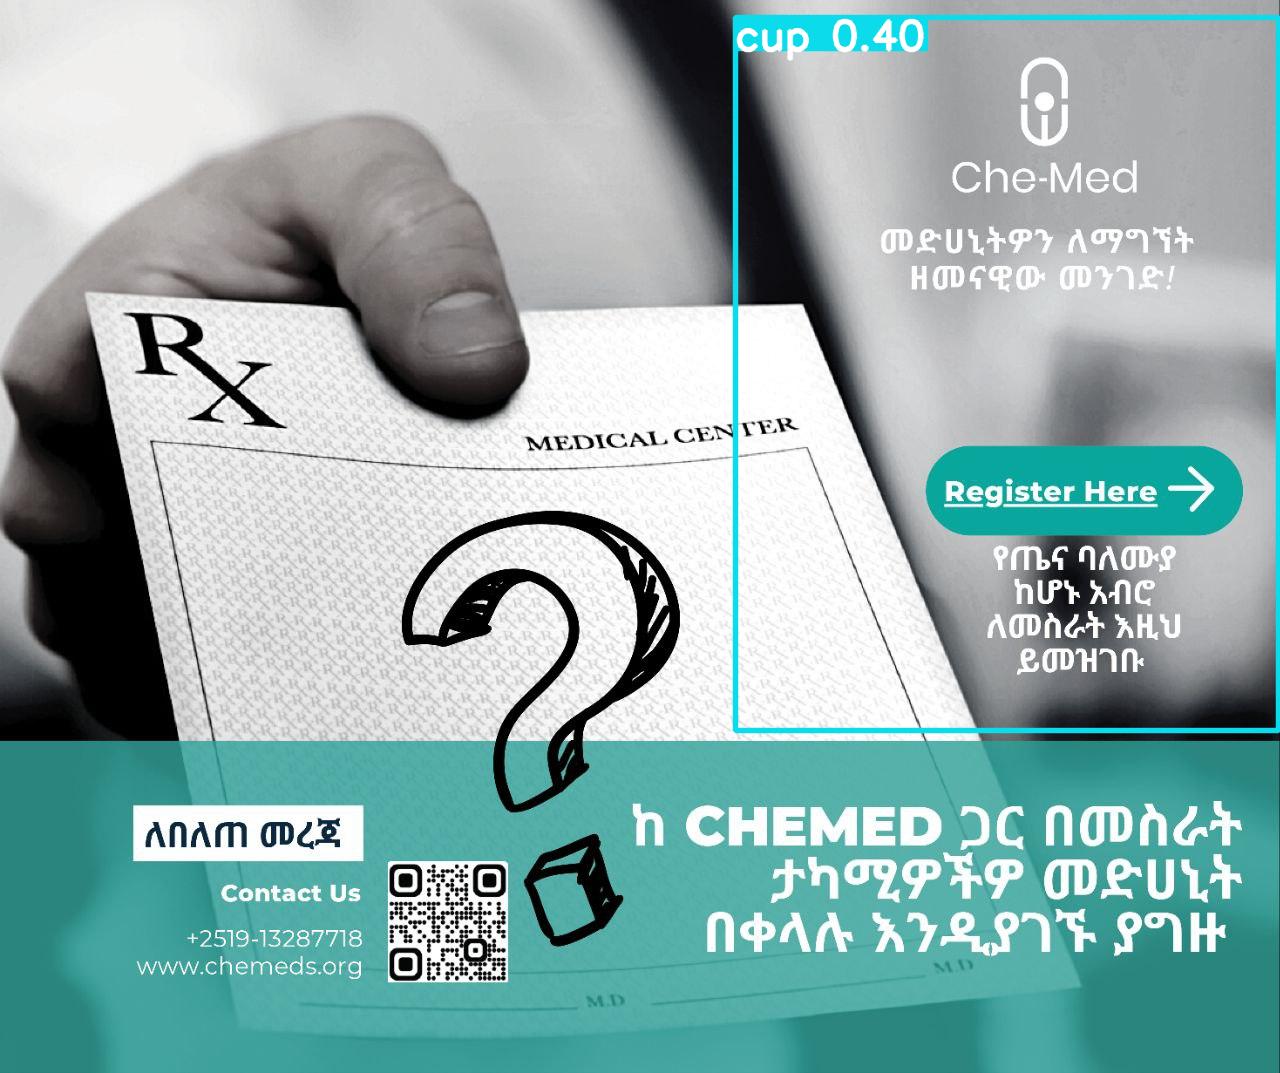 cup 0.40
Che-Med
መድሀኒትዎን ለማግኘት
ዘመናዊው መንገድ!
Rx
MEDICAL CENTER
Register Here
የጤና ባለሙያ
ከሆኑ አብሮ
ለመስራት እዚህ
ይመዝገቡ
?
ከ CHEMED ጋር በመስራት
ታካሚዎችዎ መድሀኒት
በቀላሉ እንዲያገኙ ያግዙ
ለበለጠ መረጃ
Contact Us
+2519-13287718
www.chemeds.org
M.D
M.D